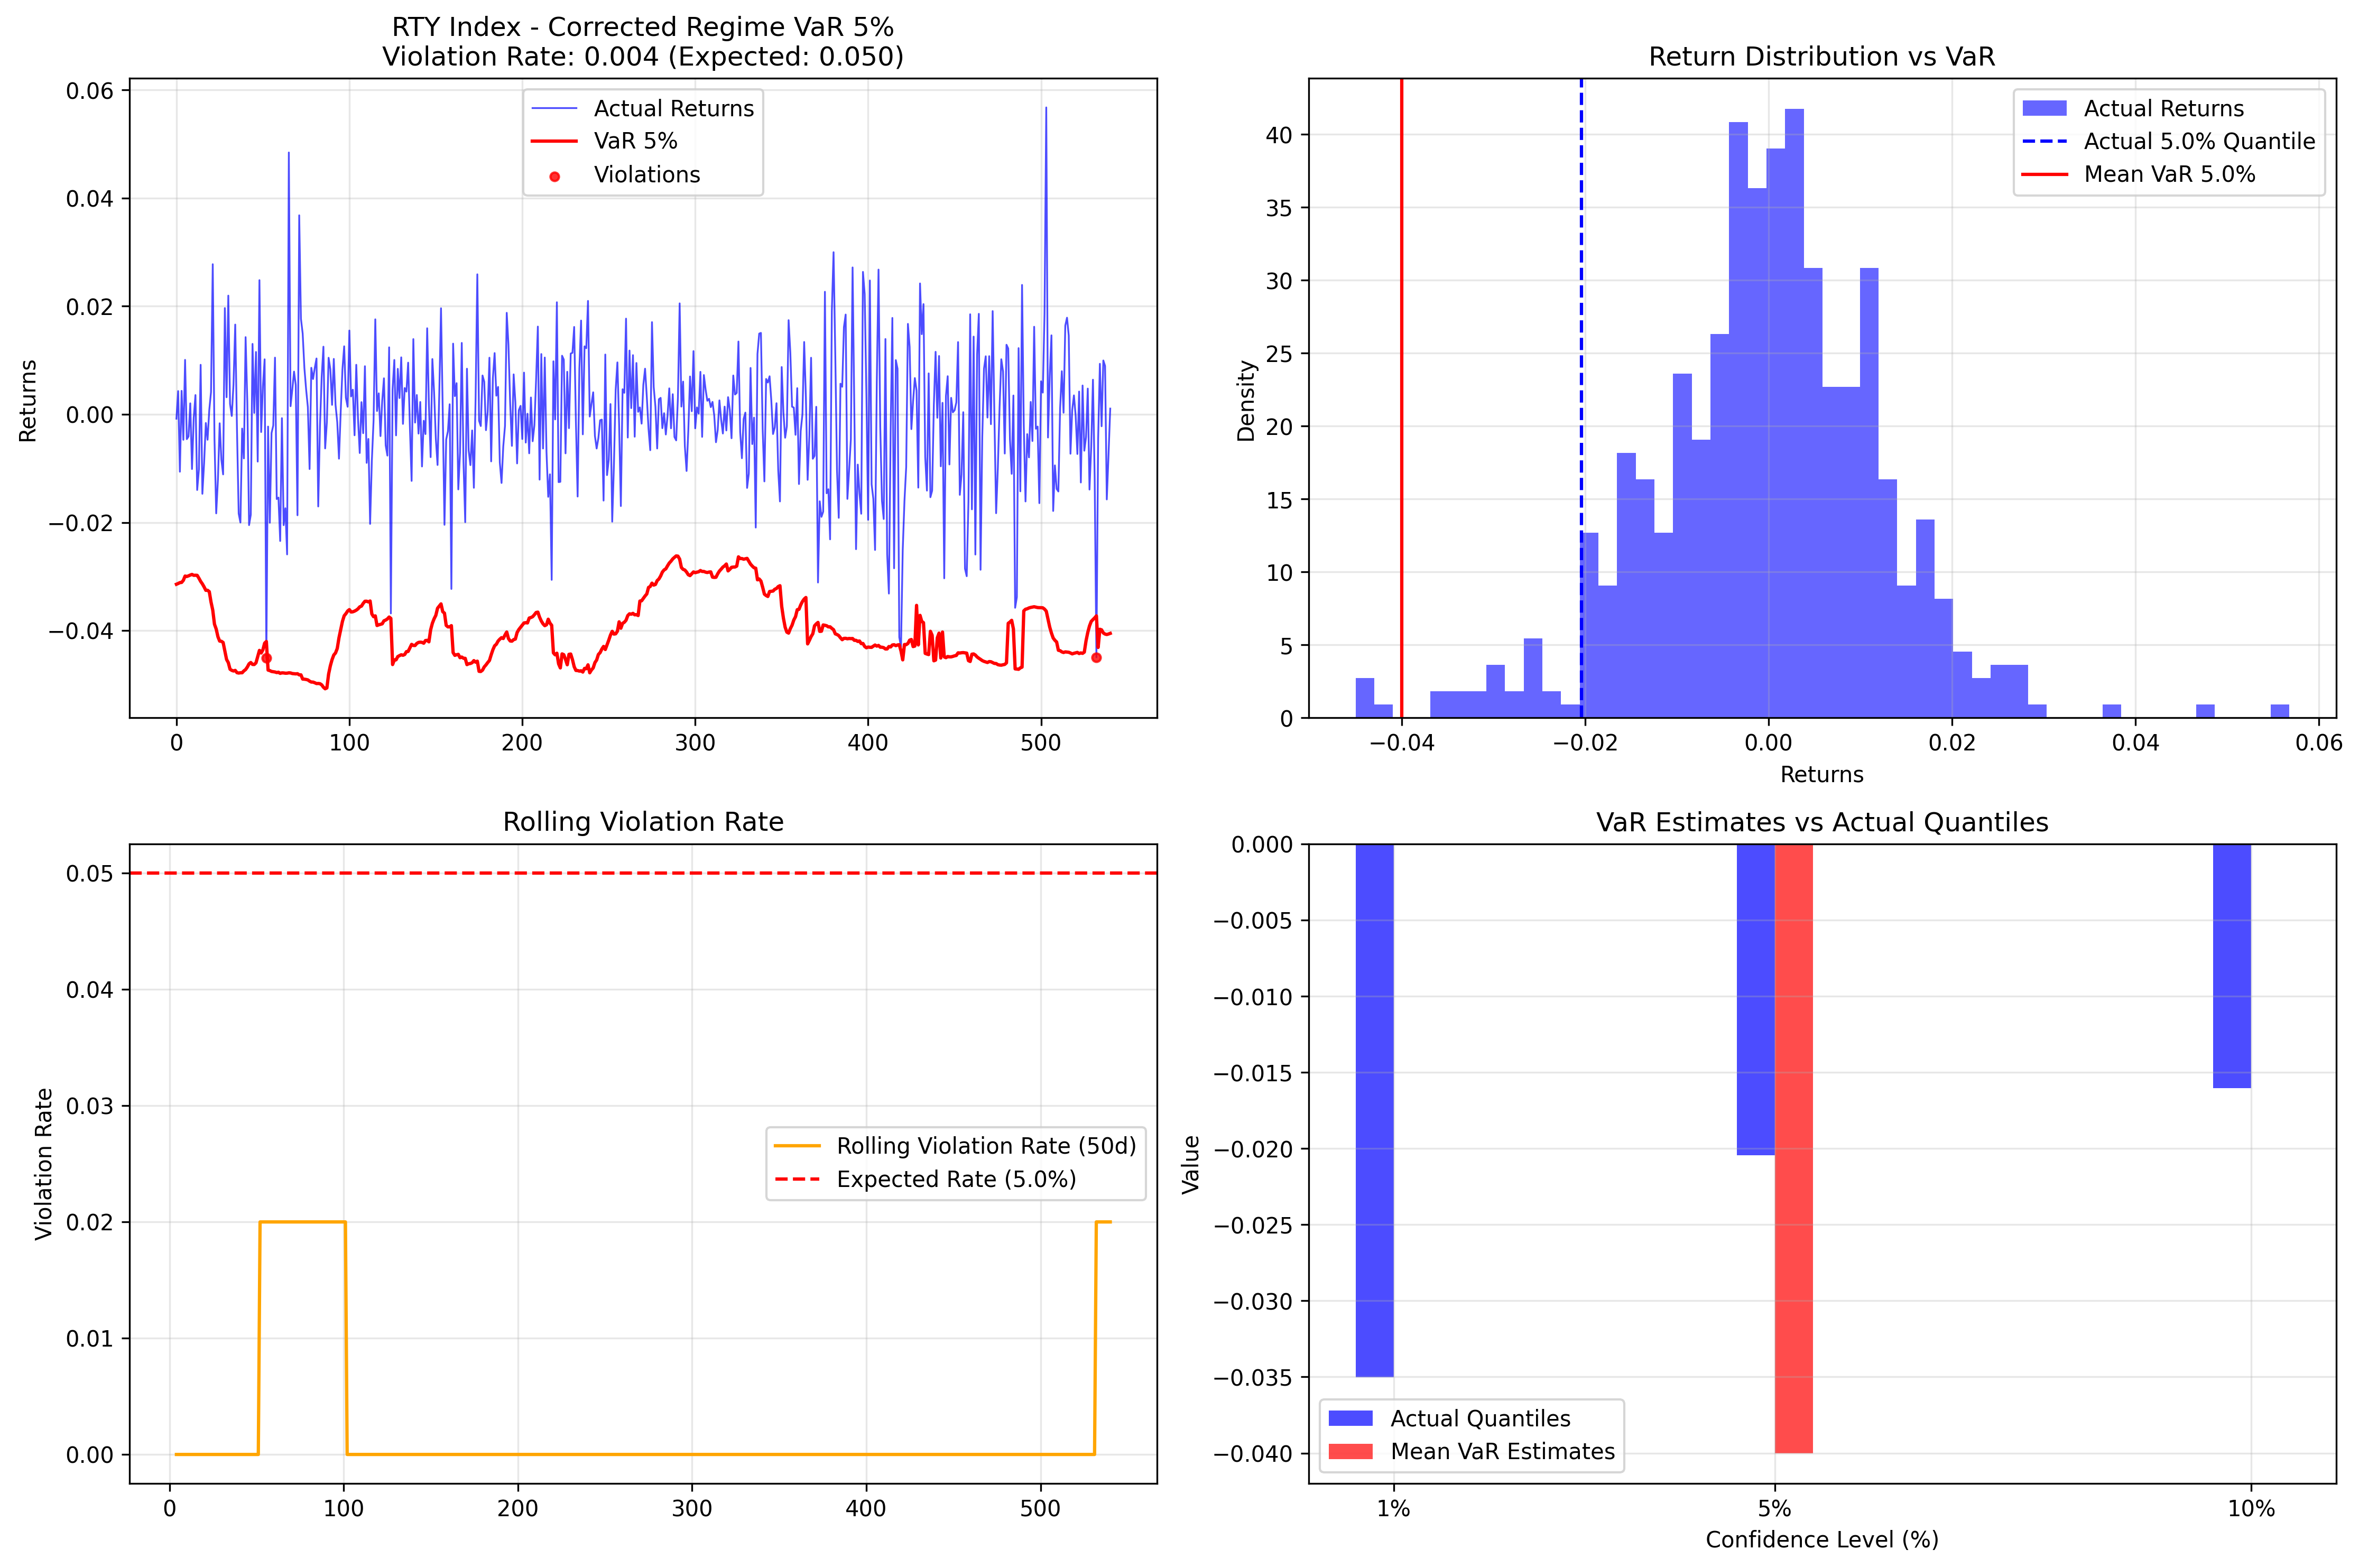 RTY Index - Corrected Regime VaR 5%
Violation Rate: 0.004 (Expected: 0.050)
Actual Returns
VaR 5%
Violations
Returns
0.06
0.04
0.02
0.00
−0.02
−0.04
0
100
200
300
400
500
Return Distribution vs VaR
Actual Returns
Actual 5.0% Quantile
Mean VaR 5.0%
Density
40
35
30
25
20
15
10
5
0
−0.04
−0.02
0.00
0.02
0.04
0.06
Returns
Rolling Violation Rate
Violation Rate
0.05
0.04
0.03
0.02
0.01
0.00
Rolling Violation Rate (50d)
Expected Rate (5.0%)
0
100
200
300
400
500
VaR Estimates vs Actual Quantiles
Value
0.000
−0.005
−0.010
−0.015
−0.020
−0.025
−0.030
−0.035
−0.040
Actual Quantiles
Mean VaR Estimates
1%
5%
10%
Confidence Level (%)